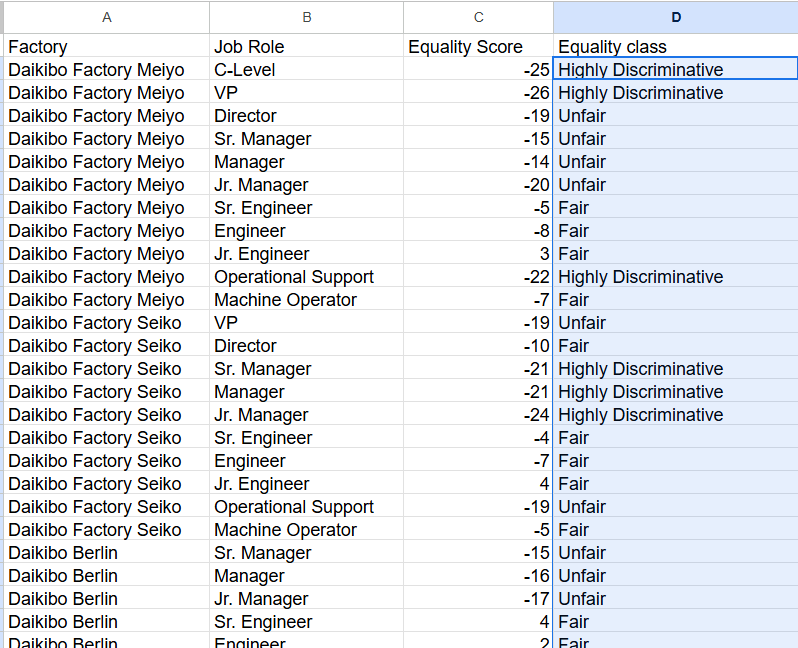 A B C D
Factory Job Role Equality Score Equality class
Daikibo Factory Meiyo C-Level -25 Highly Discriminative
Daikibo Factory Meiyo VP -26 Highly Discriminative
Daikibo Factory Meiyo Director -19 Unfair
Daikibo Factory Meiyo Sr. Manager -15 Unfair
Daikibo Factory Meiyo Manager -14 Unfair
Daikibo Factory Meiyo Jr. Manager -20 Unfair
Daikibo Factory Meiyo Sr. Engineer -5 Fair
Daikibo Factory Meiyo Engineer -8 Fair
Daikibo Factory Meiyo Jr. Engineer 3 Fair
Daikibo Factory Meiyo Operational Support -22 Highly Discriminative
Daikibo Factory Meiyo Machine Operator -7 Fair
Daikibo Factory Seiko VP -19 Unfair
Daikibo Factory Seiko Director -10 Fair
Daikibo Factory Seiko Sr. Manager -21 Highly Discriminative
Daikibo Factory Seiko Manager -21 Highly Discriminative
Daikibo Factory Seiko Jr. Manager -24 Highly Discriminative
Daikibo Factory Seiko Sr. Engineer -4 Fair
Daikibo Factory Seiko Engineer -7 Fair
Daikibo Factory Seiko Jr. Engineer 4 Fair
Daikibo Factory Seiko Operational Support -19 Unfair
Daikibo Factory Seiko Machine Operator -5 Fair
Daikibo Berlin Sr. Manager -15 Unfair
Daikibo Berlin Manager -16 Unfair
Daikibo Berlin Jr. Manager -17 Unfair
Daikibo Berlin Sr. Engineer 4 Fair
Daikibo Berlin Engineer 2 Fair